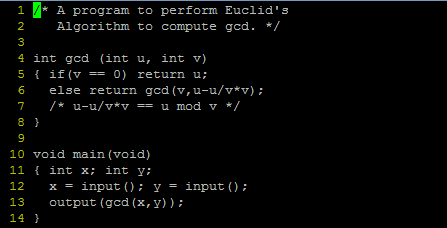 1 /* A program to perform Euclid's
2    Algorithm to compute gcd. */
3
4 int gcd (int u, int v)
5 { if(v == 0) return u;
6   else return gcd(v,u-u/v*v);
7   /* u-u/v*v == u mod v */
8 }
9
10 void main(void)
11 { int x; int y;
12   x = input(); y = input();
13   output(gcd(x,y));
14 }